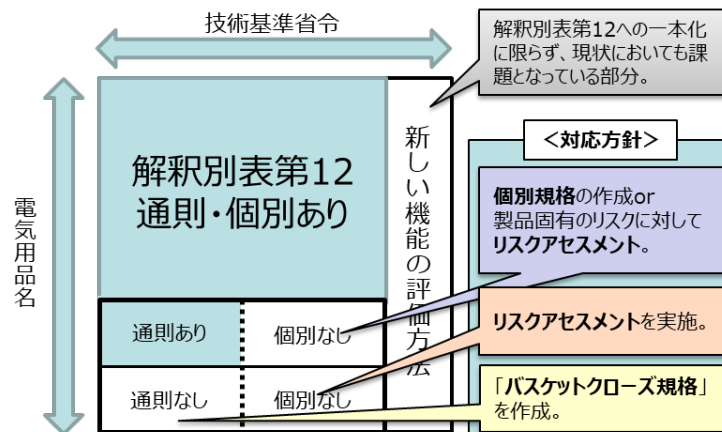 技術基準省令
解釈別表第12への一本化
に限らず、現状においても課
題となっている部分。
電気用品名
解釈別表第12
通則・個別あり
新しい機能の評価方法
＜対応方針＞
個別規格の作成or
製品固有のリスクに対して
リスクアセスメント。
通則あり
個別なし
リスクアセスメントを実施。
通則なし
個別なし
「バスケットクローズ規格」
を作成。